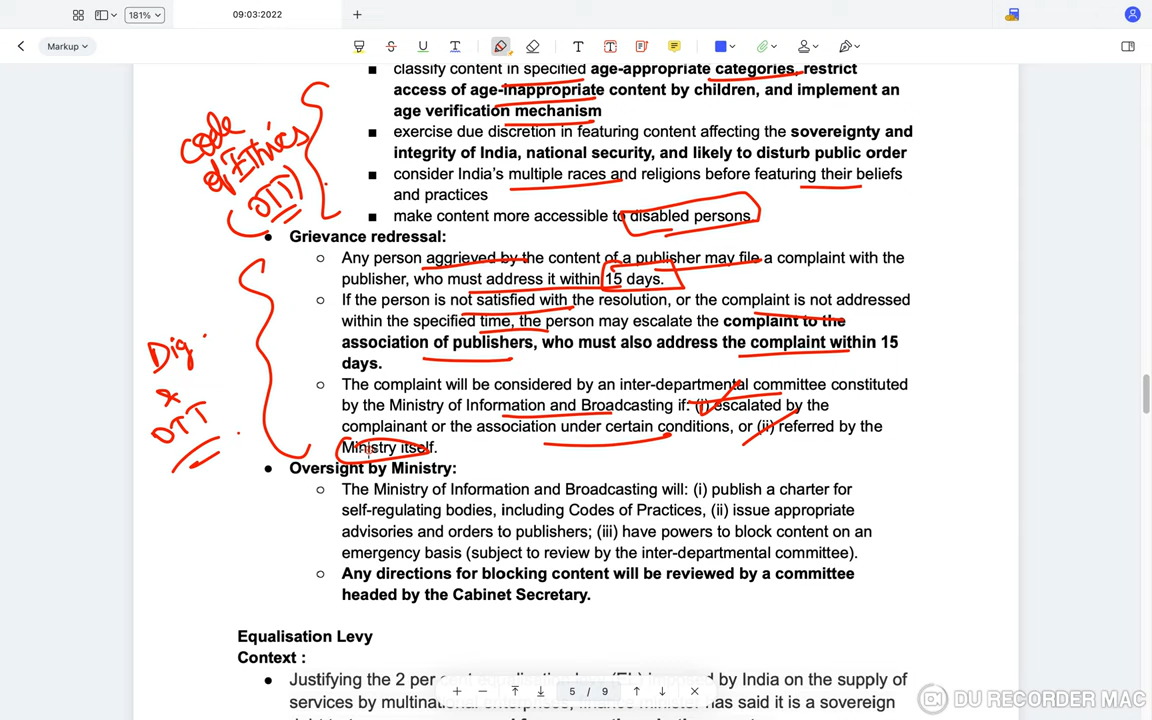 181%
09:03:2022
Markup
classify content in specified age-appropriate categories, restrict
access of age-inappropriate content by children, and implement an
age verification mechanism
exercise due discretion in featuring content affecting the sovereignty and
integrity of India, national security, and likely to disturb public order
consider India's multiple races and religions before featuring their beliefs
and practices
make content more accessible to disabled persons.
Code
of Ethics
(OTT)
Grievance redressal:
Any person aggrieved by the content of a publisher may file a complaint with the
publisher, who must address it within 15 days.
If the person is not satisfied with the resolution, or the complaint is not addressed
within the specified time, the person may escalate the complaint to the
association of publishers, who must also address the complaint within 15
days.
The complaint will be considered by an inter-departmental committee constituted
by the Ministry of Information and Broadcasting if: (i) escalated by the
complainant or the association under certain conditions, or (ii) referred by the
Ministry itself.
Dig.
OTT
Oversight by Ministry:
The Ministry of Information and Broadcasting will: (i) publish a charter for
self-regulating bodies, including Codes of Practices, (ii) issue appropriate
advisories and orders to publishers; (iii) have powers to block content on an
emergency basis (subject to review by the inter-departmental committee).
Any directions for blocking content will be reviewed by a committee
headed by the Cabinet Secretary.
Equalisation Levy
Context :
Justifying the 2 per by India on the supply of
services by has said it is a sovereign
5 / 9
DU RECORDER MAC